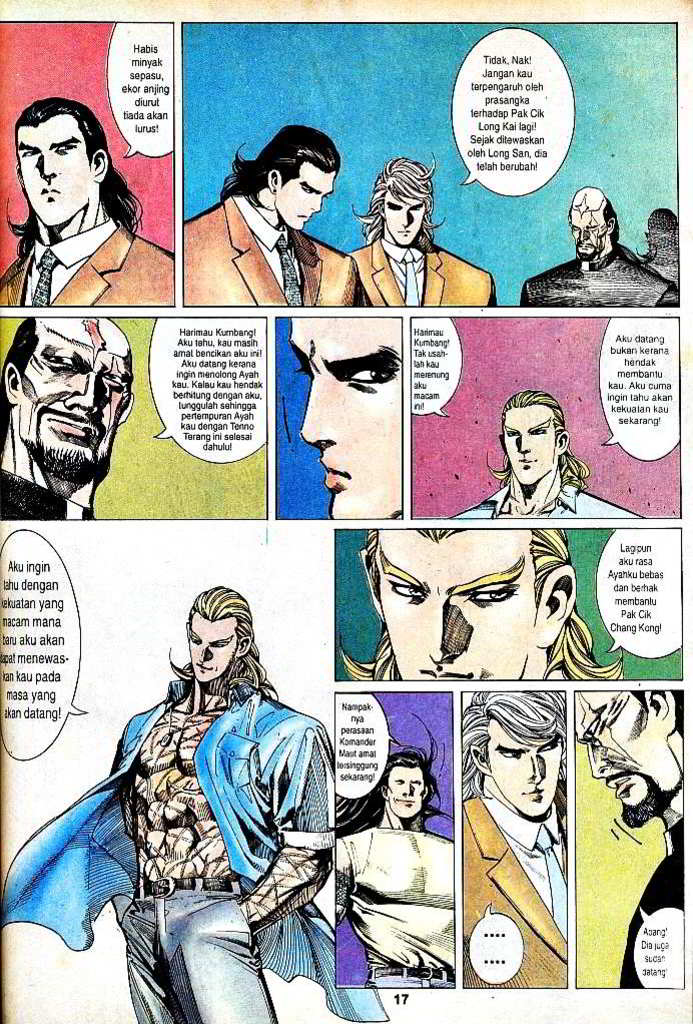 Habis
minyak
sepasu,
ekor anjing
diurut
tiada akan
lurus!
Tidak, Nak!
Jangan kau
terpengaruh oleh
prasangka
terhadap Pak Cik
Long Kai lagi!
Sejak ditewaskan
oleh Long San, dia
telah berubah!
Harimau Kumbang!
Aku tahu, kau masih
amat bencikan aku ini!
Aku datang kerana
ingin menolong Ayah
kau. Kalau kau hendak
berhitung dengan aku,
tunggulah sehingga
pertempuran Ayah
kau dengan Tenno
Terang ini selesai
dahulu!
Harimau
Kumbang!
Tak usah-
lah kau
merenung
aku
macam
ini!
Aku datang
bukan kerana
hendak
membantu
kau. Aku cuma
ingin tahu akan
kekuatan kau
sekarang!
Aku ingin
tahu dengan
kekuatan yang
macam mana
baru aku akan
dapat menewas-
kan kau pada
masa yang
akan datang!
Lagipun
aku rasa
Ayahku bebas
dan berhak
membantu
Pak Cik
Chang Kong!
Nampak-
nya
perasaan
Komander
Maut amat
tersinggung
sekarang!
....
....
Abang!
Dia juga
sudah
datang!
17